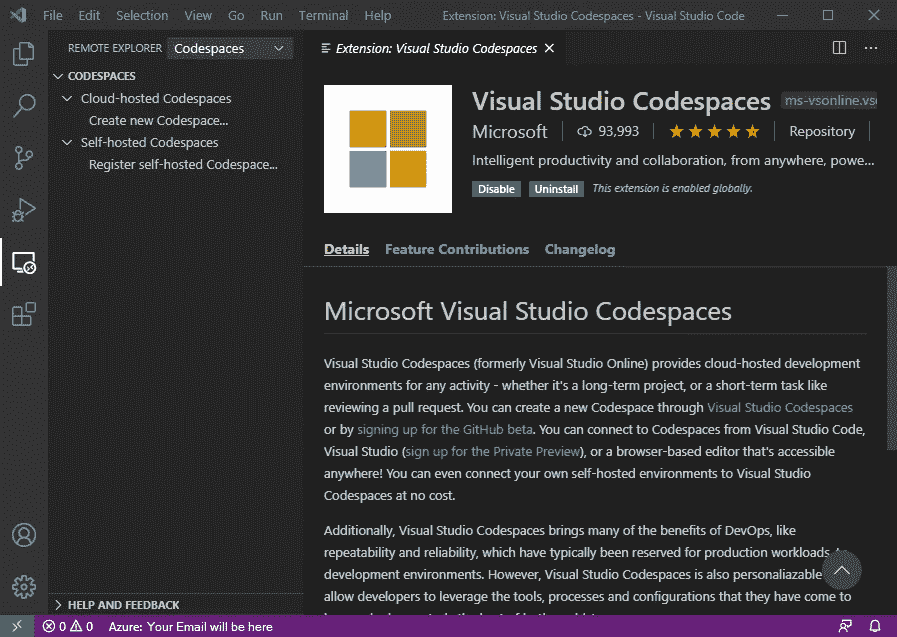 File Edit Selection View Go Run Terminal Help Extension: Visual Studio Codespaces - Visual Studio Code
REMOTE EXPLORER Codespaces
Extension: Visual Studio Codespaces
CODESPACES
Cloud-hosted Codespaces
Create new Codespace...
Self-hosted Codespaces
Register self-hosted Codespace...
HELP AND FEEDBACK
Visual Studio Codespaces ms-vsonline.vs
Microsoft 93,993 Repository
Intelligent productivity and collaboration, from anywhere, powe...
Disable Uninstall This extension is enabled globally.
Details Feature Contributions Changelog
Microsoft Visual Studio Codespaces
Visual Studio Codespaces (formerly Visual Studio Online) provides cloud-hosted development
environments for any activity - whether it's a long-term project, or a short-term task like
reviewing a pull request. You can create a new Codespace through Visual Studio Codespaces
or by signing up for the GitHub beta. You can connect to Codespaces from Visual Studio Code,
Visual Studio (sign up for the Private Preview), or a browser-based editor that's accessible
anywhere! You can even connect your own self-hosted environments to Visual Studio
Codespaces at no cost.
Additionally, Visual Studio Codespaces brings many of the benefits of DevOps, like
repeatability and reliability, which have typically been reserved for production workloads,
development environments. However, Visual Studio Codespaces is also personaliazable
allow developers to leverage the tools, processes and configurations that they have come to
0 0 Azure: Your Email will be here